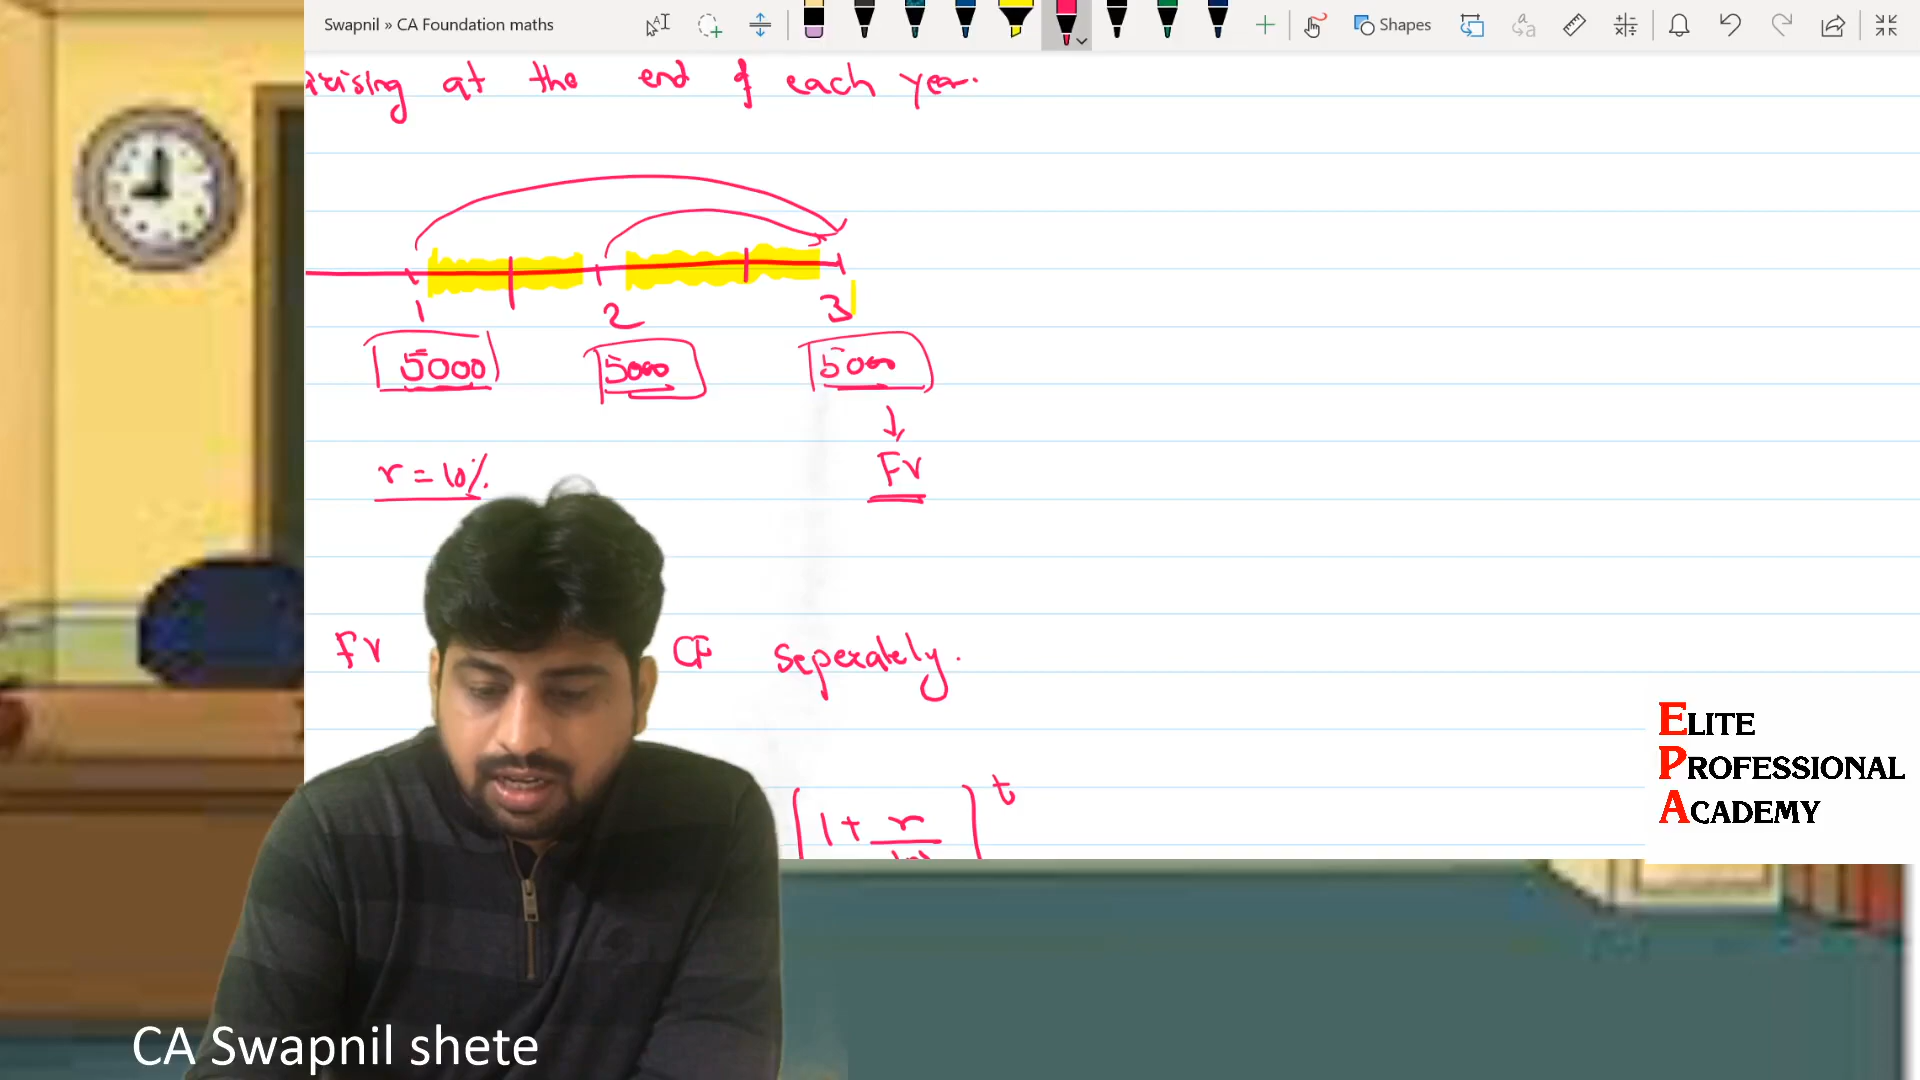 Swapnil » CA Foundation maths
Shapes
arising at the end of each year.
1 2 3
5000 5000 5000
r = 10%
FV
FV CF seperately.
[1 + r/m]^t
ELITE
PROFESSIONAL
ACADEMY
CA Swapnil shete